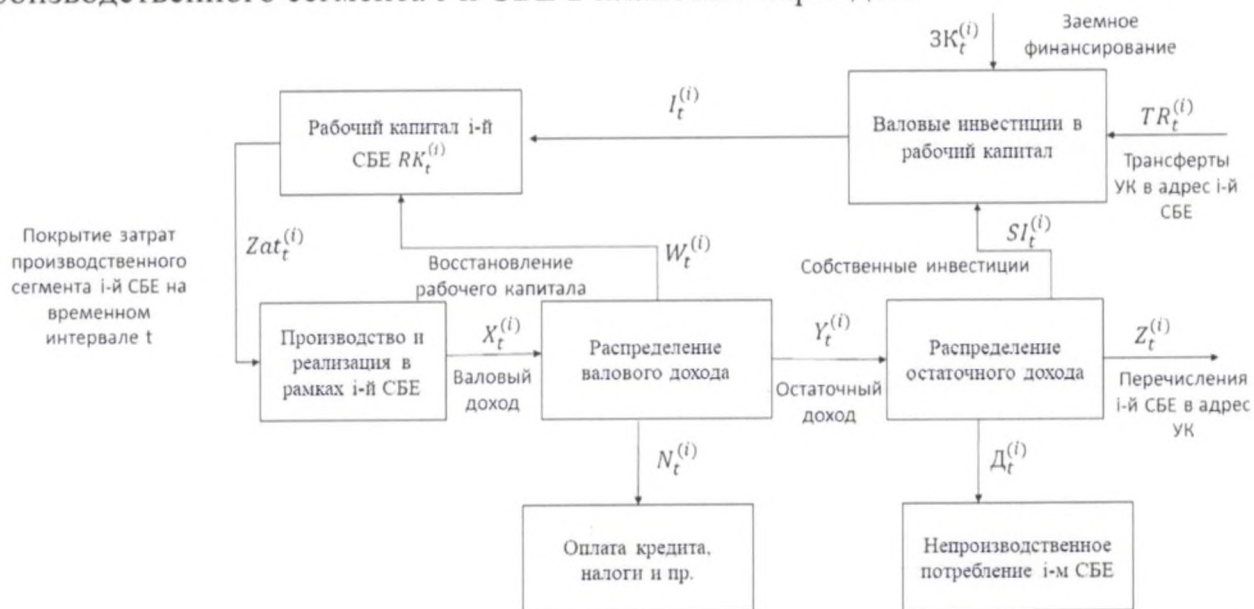 Заемное
финансирование
ЗК_t^{(i)}
I_t^{(i)}
TR_t^{(i)}
Рабочий капитал i-й
СБЕ RK_t^{(i)}
Валовые инвестиции в
рабочий капитал
Трансферты
УК в адрес i-й
СБЕ
Покрытие затрат
производственного
сегмента i-й СБЕ на
временном
интервале t
Zat_t^{(i)}
W_t^{(i)}
SI_t^{(i)}
Восстановление
рабочего капитала
Собственные инвестиции
Производство и
реализация в
рамках i-й СБЕ
X_t^{(i)}
Валовый
доход
Распределение
валового дохода
Y_t^{(i)}
Остаточный
доход
Распределение
остаточного дохода
Z_t^{(i)}
Перечисления
i-й СБЕ в адрес
УК
N_t^{(i)}
Д_t^{(i)}
Оплата кредита,
налоги и пр.
Непроизводственное
потребление i-м СБЕ